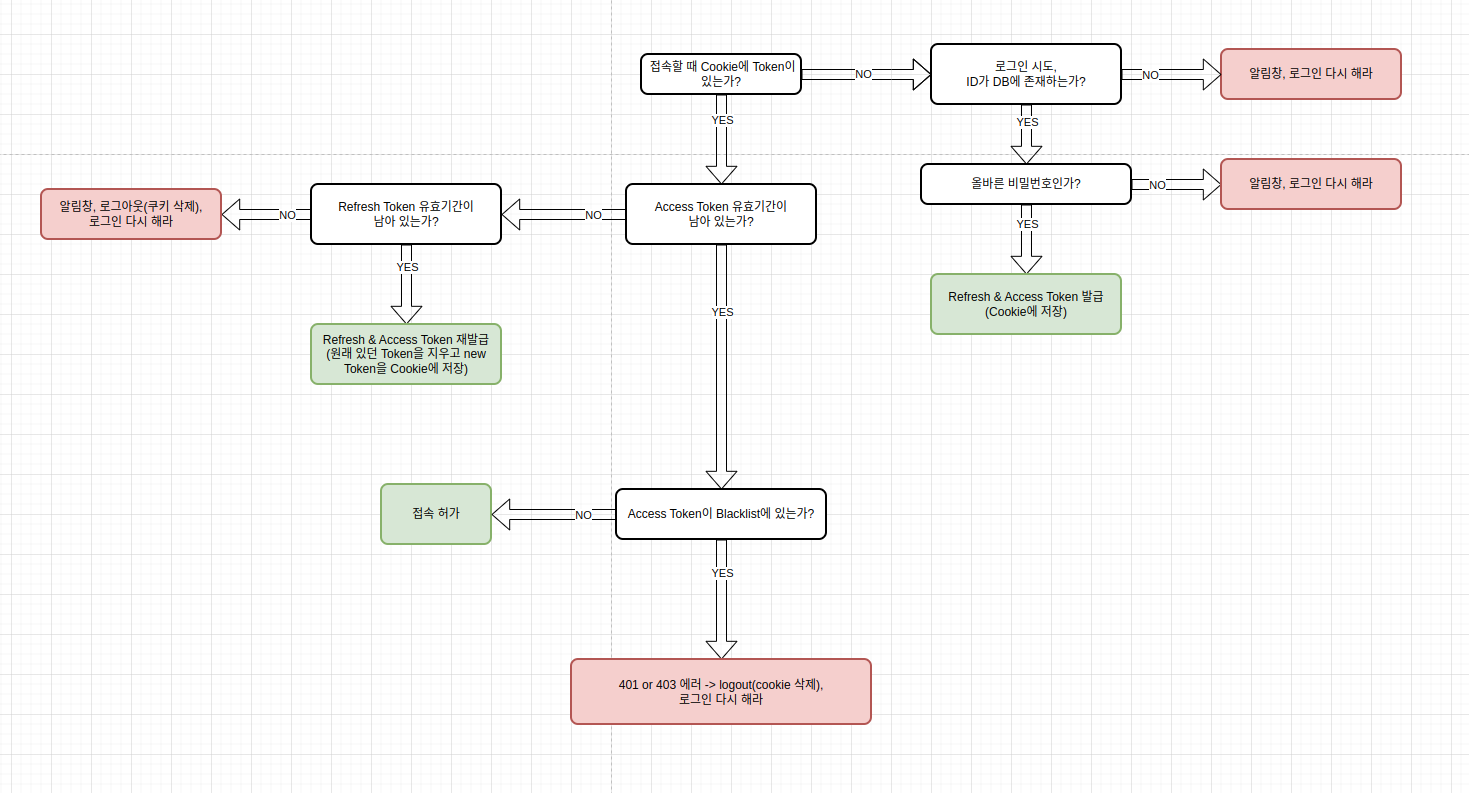 접속할 때 Cookie에 Token이
있는가?
NO
로그인 시도,
ID가 DB에 존재하는가?
NO
알림창, 로그인 다시 해라
YES
YES
올바른 비밀번호인가?
NO
알림창, 로그인 다시 해라
알림창, 로그아웃(쿠키 삭제),
로그인 다시 해라
NO
Refresh Token 유효기간이
남아 있는가?
NO
Access Token 유효기간이
남아 있는가?
YES
YES
Refresh & Access Token 발급
(Cookie에 저장)
YES
Refresh & Access Token 재발급
(원래 있던 Token을 지우고 new
Token을 Cookie에 저장)
접속 허가
NO
Access Token이 Blacklist에 있는가?
YES
401 or 403 에러 -> logout(cookie 삭제),
로그인 다시 해라